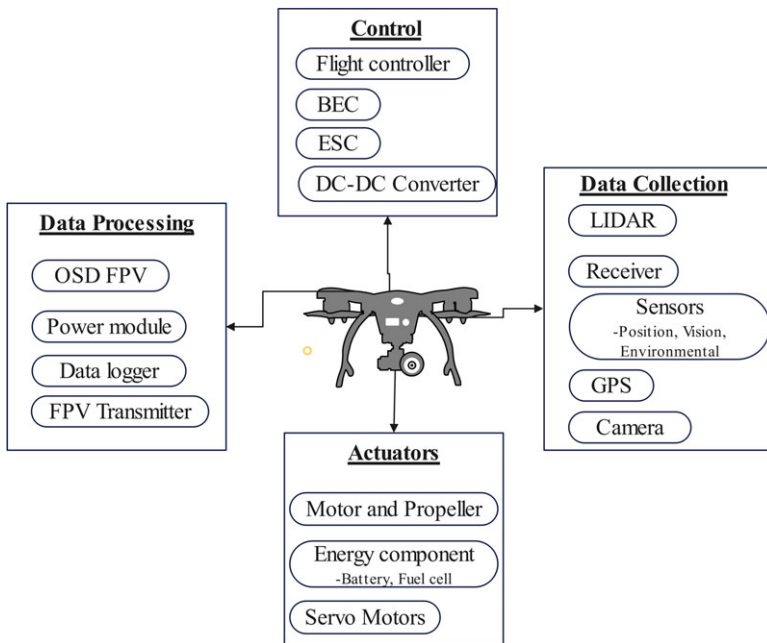 Control
Flight controller
BEC
ESC
DC-DC Converter
Data Processing
OSD FPV
Power module
Data logger
FPV Transmitter
Data Collection
LIDAR
Receiver
Sensors
-Position, Vision,
Environmental
GPS
Camera
Actuators
Motor and Propeller
Energy component
-Battery, Fuel cell
Servo Motors